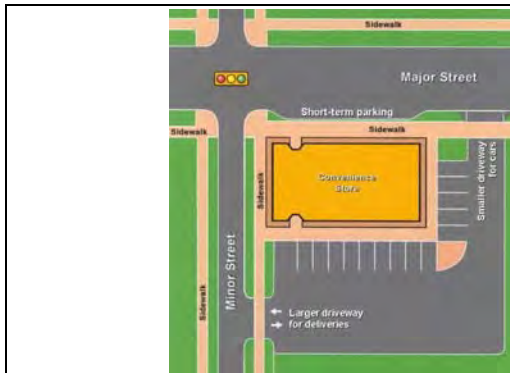 Sidewalk
Major Street
Short-term parking
Sidewalk
Sidewalk
Smaller driveway
for cars
Convenience
Store
Sidewalk
Minor Street
Sidewalk
Larger driveway
for deliveries